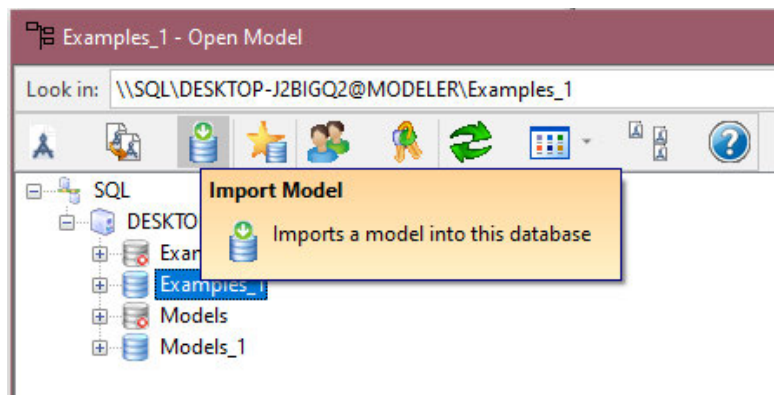 Examples_1 - Open Model
Look in: \\SQL\DESKTOP-J2BIGQ2@MODELER\Examples_1
SQL
Import Model
DESKTO
Imports a model into this database
Exam
Examples_1
Models
Models_1